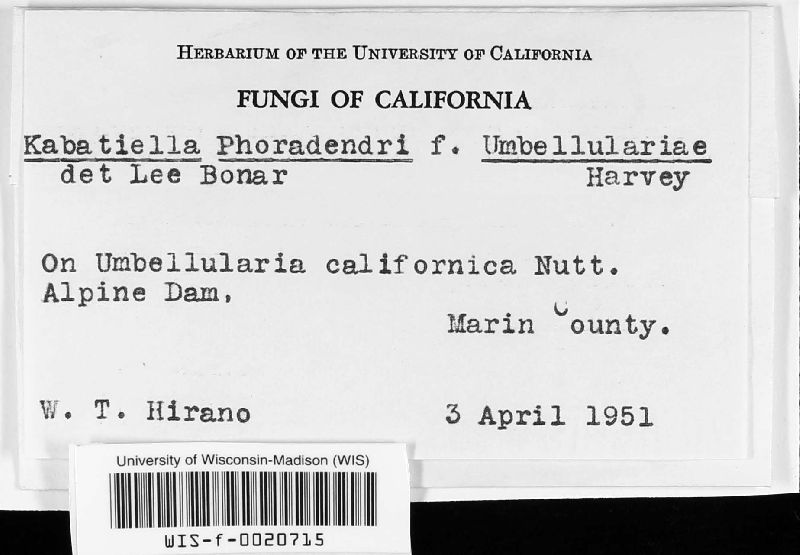 HERBARIUM OF THE UNIVERSITY OF CALIFORNIA
FUNGI OF CALIFORNIA
Kabatiella Phoradendri f. Umbellulariae
det Lee Bonar Harvey
On Umbellularia californica Nutt.
Alpine Dam,
Marin County.
W. T. Hirano 3 April 1951
University of Wisconsin-Madison (WIS)
WIS-f-0020715